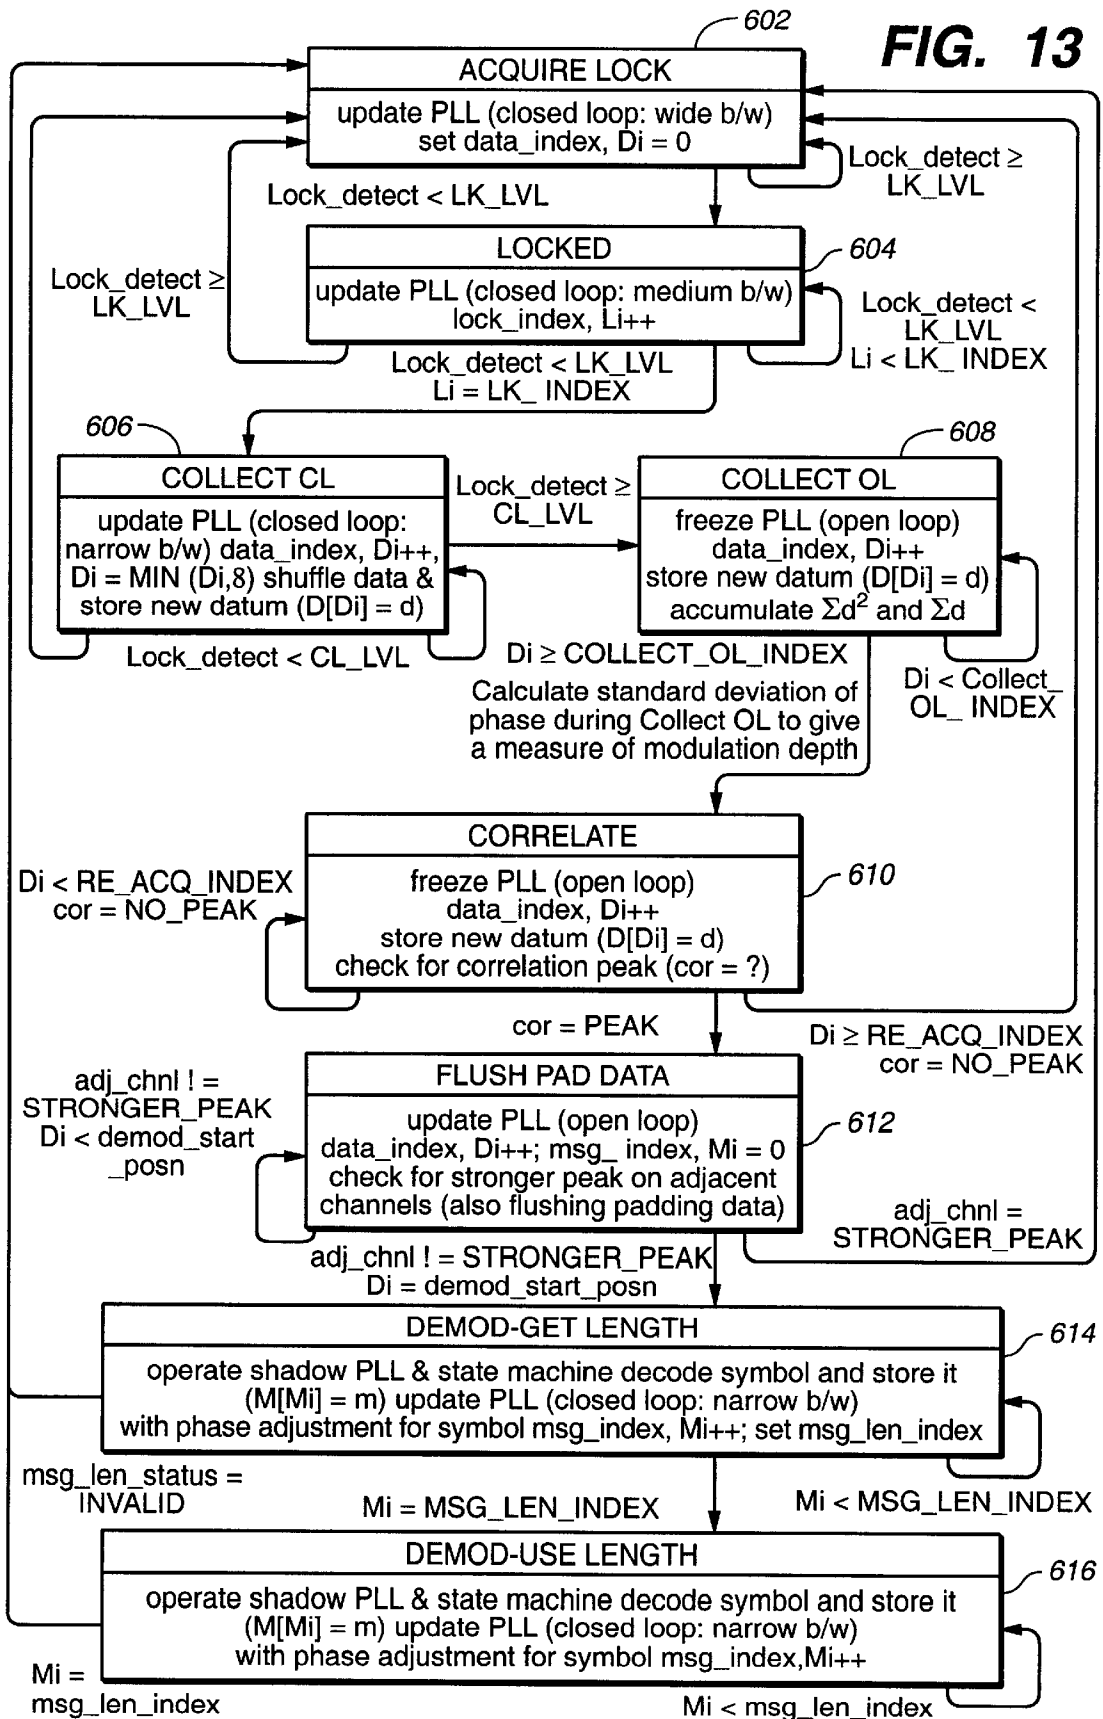 602
FIG. 13
ACQUIRE LOCK
update PLL (closed loop: wide b/w)
set data_index, Di = 0
Lock_detect ≥
LK_LVL
Lock_detect < LK_LVL
LOCKED
604
update PLL (closed loop: medium b/w)
lock_index, Li++
Lock_detect ≥
LK_LVL
Lock_detect <
LK_LVL
Li < LK_ INDEX
Lock_detect < LK_LVL
Li = LK_ INDEX
606
COLLECT CL
update PLL (closed loop:
narrow b/w) data_index, Di++,
Di = MIN (Di,8) shuffle data &
store new datum (D[Di] = d)
Lock_detect < CL_LVL
Lock_detect ≥
CL_LVL
608
COLLECT OL
freeze PLL (open loop)
data_index, Di++
store new datum (D[Di] = d)
accumulate Σd² and Σd
Di ≥ COLLECT_OL_INDEX
Di < Collect_
OL_ INDEX
Calculate standard deviation of
phase during Collect OL to give
a measure of modulation depth
CORRELATE
610
freeze PLL (open loop)
data_index, Di++
store new datum (D[Di] = d)
check for correlation peak (cor = ?)
Di < RE_ACQ_INDEX
cor = NO_PEAK
cor = PEAK
Di ≥ RE_ACQ_INDEX
cor = NO_PEAK
FLUSH PAD DATA
612
update PLL (open loop)
data_index, Di++; msg_ index, Mi = 0
check for stronger peak on adjacent
channels (also flushing padding data)
adj_chnl ! =
STRONGER_PEAK
Di < demod_start
_posn
adj_chnl =
STRONGER_PEAK
adj_chnl ! = STRONGER_PEAK
Di = demod_start_posn
DEMOD-GET LENGTH
614
operate shadow PLL & state machine decode symbol and store it
(M[Mi] = m) update PLL (closed loop: narrow b/w)
with phase adjustment for symbol msg_index, Mi++; set msg_len_index
msg_len_status =
INVALID
Mi = MSG_LEN_INDEX
Mi < MSG_LEN_INDEX
DEMOD-USE LENGTH
616
operate shadow PLL & state machine decode symbol and store it
(M[Mi] = m) update PLL (closed loop: narrow b/w)
with phase adjustment for symbol msg_index,Mi++
Mi =
msg_len_index
Mi < msg_len_index